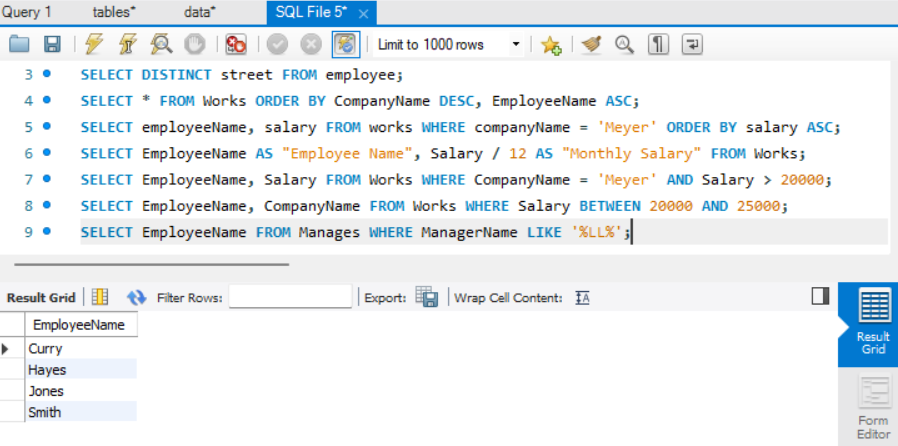 Query 1 tables* data* SQL File 5*
Limit to 1000 rows
3 SELECT DISTINCT street FROM employee;
4 SELECT * FROM Works ORDER BY CompanyName DESC, EmployeeName ASC;
5 SELECT employeeName, salary FROM works WHERE companyName = 'Meyer' ORDER BY salary ASC;
6 SELECT EmployeeName AS "Employee Name", Salary / 12 AS "Monthly Salary" FROM Works;
7 SELECT EmployeeName, Salary FROM Works WHERE CompanyName = 'Meyer' AND Salary > 20000;
8 SELECT EmployeeName, CompanyName FROM Works WHERE Salary BETWEEN 20000 AND 25000;
9 SELECT EmployeeName FROM Manages WHERE ManagerName LIKE '%LL%';
Result Grid Filter Rows: Export: Wrap Cell Content: IA
EmployeeName
Curry
Hayes
Jones
Smith
Result
Grid
Form
Editor